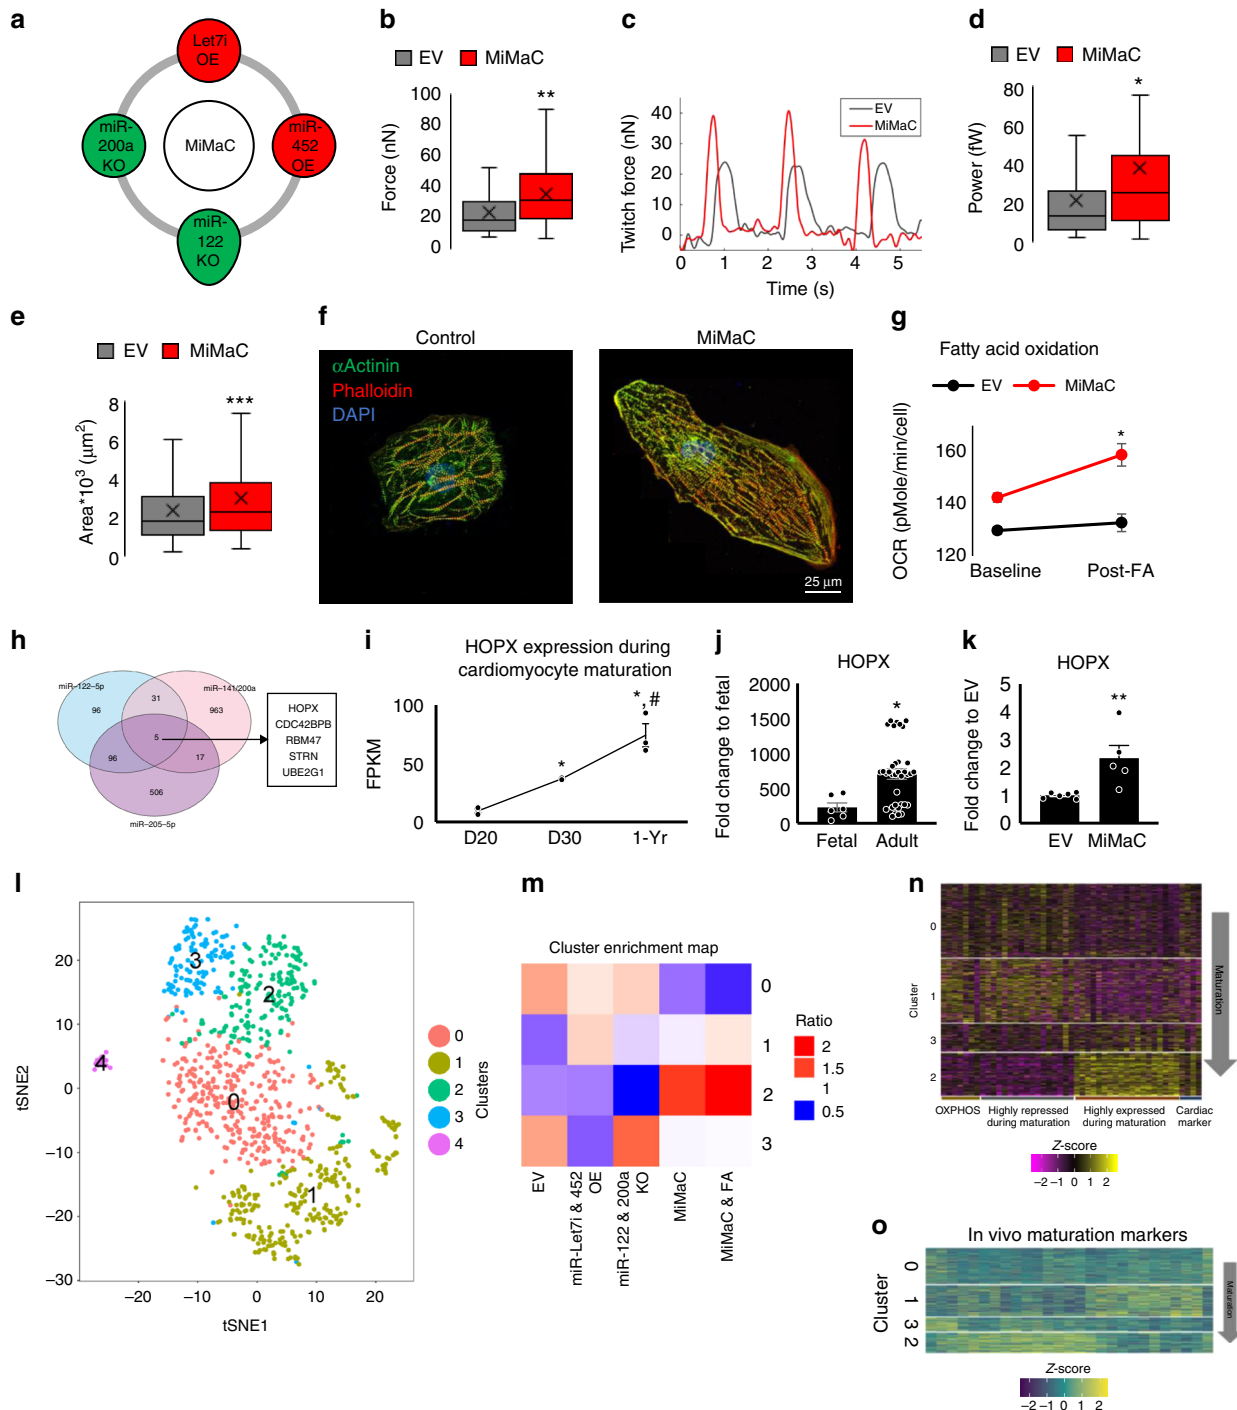 a
Let7i
OE
miR-
200a
KO
MiMaC
miR-
452
OE
miR-
122
KO
b
EV MiMaC
Force (nN)
100
80
60
40
20
0
**
c
Twitch force (nN)
40
30
20
10
0
EV
MiMaC
0 1 2 3 4 5
Time (s)
d
EV MiMaC
Power (fW)
80
60
40
20
0
*
e
EV MiMaC
Area*10³ (μm²)
8
6
4
2
0
***
f
Control MiMaC
αActinin
Phalloidin
DAPI
25 μm
g
Fatty acid oxidation
EV MiMaC
OCR (pMole/min/cell)
160
140
120
*
Baseline Post-FA
h
miR–122–5p
miR–141/200a
96
31
963
5
96
17
506
miR–205–5p
HOPX
CDC42BPB
RBM47
STRN
UBE2G1
i
HOPX expression during
cardiomyocyte maturation
FPKM
100
50
0
*
*, #
D20 D30 1-Yr
j
HOPX
Fold change to fetal
2000
1500
1000
500
0
*
Fetal Adult
k
HOPX
Fold change to EV
5
4
3
2
1
0
**
EV MiMaC
l
tSNE2
20
10
0
−10
−20
−30
3
2
4
0
1
−20 −10 0 10 20
tSNE1
0
1
2
3
4
Clusters
m
Cluster enrichment map
0
1
2
3
EV
miR-Let7i & 452
OE
miR-122 & 200a
KO
MiMaC
MiMaC & FA
Ratio
2
1.5
1
0.5
n
Cluster
0
1
3
2
Maturation
OXPHOS
Highly repressed
during maturation
Highly expressed
during maturation
Cardiac
marker
Z-score
−2 −1 0 1 2
o
In vivo maturation markers
Cluster
0
1
3
2
Maturation
Z-score
−2 −1 0 1 2